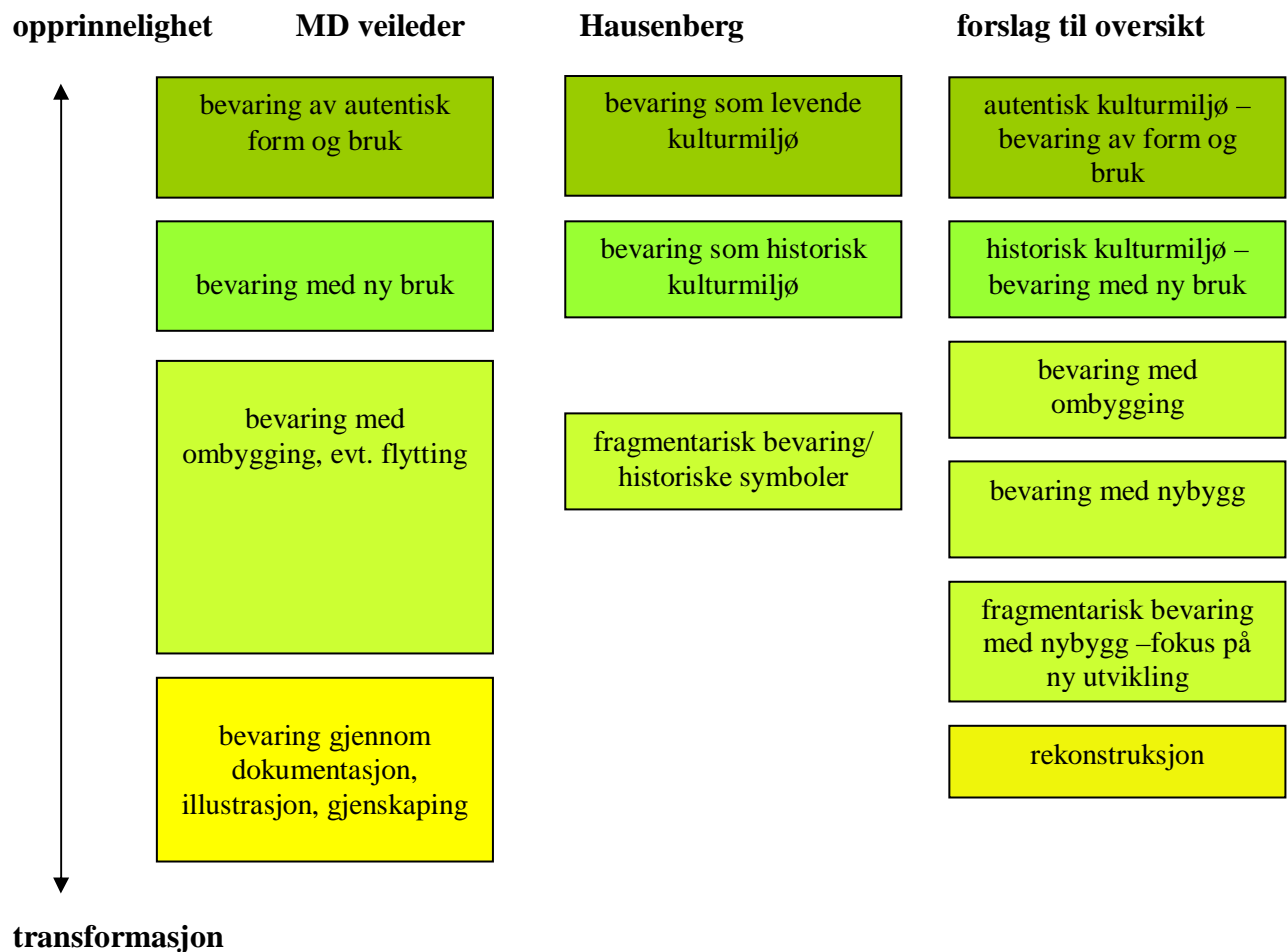 opprinnelighet MD veileder Hausenberg forslag til oversikt
bevaring av autentisk
form og bruk
bevaring som levende
kulturmiljø
autentisk kulturmiljø –
bevaring av form og
bruk
bevaring med ny bruk
bevaring som historisk
kulturmiljø
historisk kulturmiljø –
bevaring med ny bruk
bevaring med
ombygging, evt. flytting
fragmentarisk bevaring/
historiske symboler
bevaring med
ombygging
bevaring med nybygg
fragmentarisk bevaring
med nybygg –fokus på
ny utvikling
bevaring gjennom
dokumentasjon,
illustrasjon, gjenskaping
rekonstruksjon
transformasjon